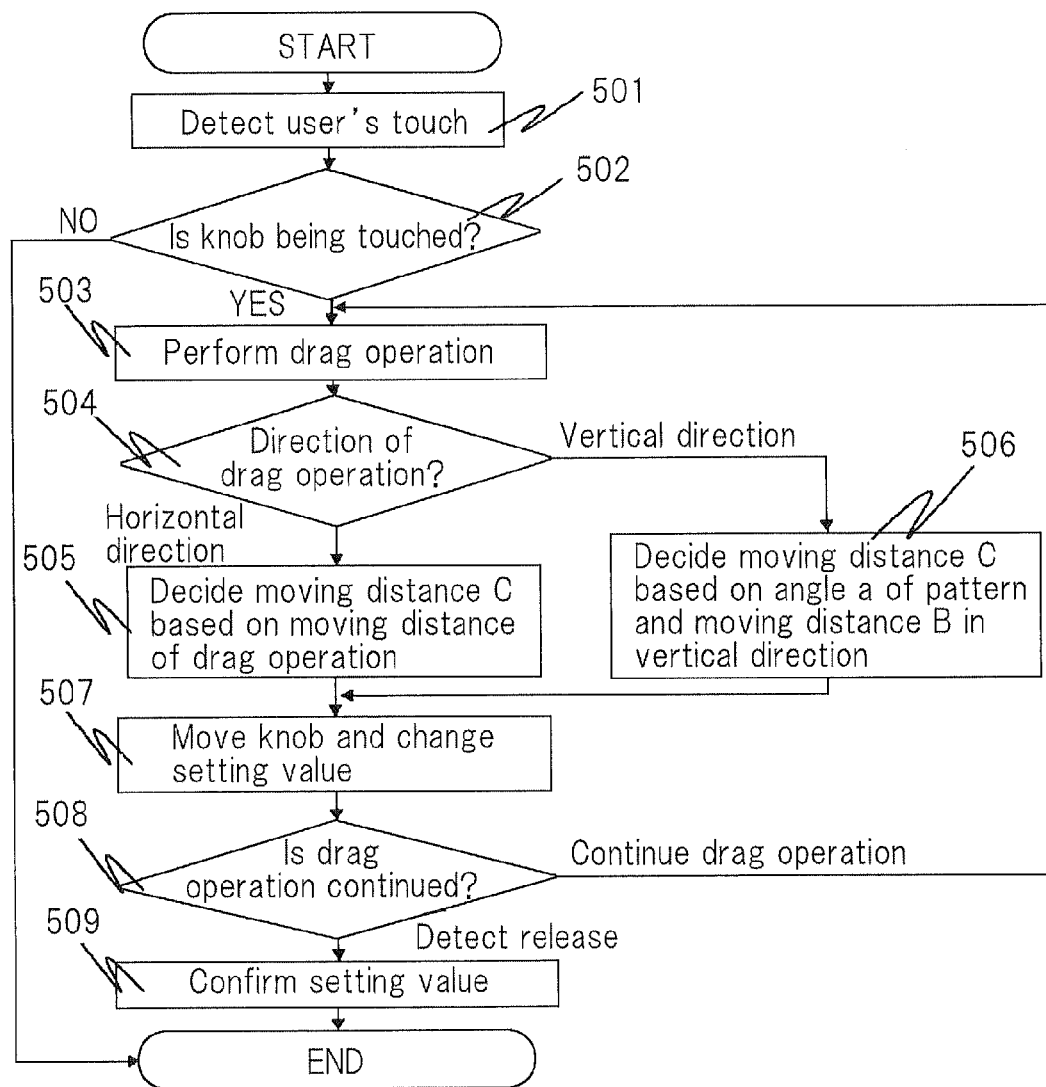 START
Detect user's touch
501
502
NO
Is knob being touched?
503
YES
Perform drag operation
504
Direction of
drag operation?
Vertical direction
506
Horizontal
direction
505
Decide moving distance C
based on moving distance
of drag operation
Decide moving distance C
based on angle a of pattern
and moving distance B in
vertical direction
507
Move knob and change
setting value
508
Is drag
operation continued?
Continue drag operation
509
Detect release
Confirm setting value
END